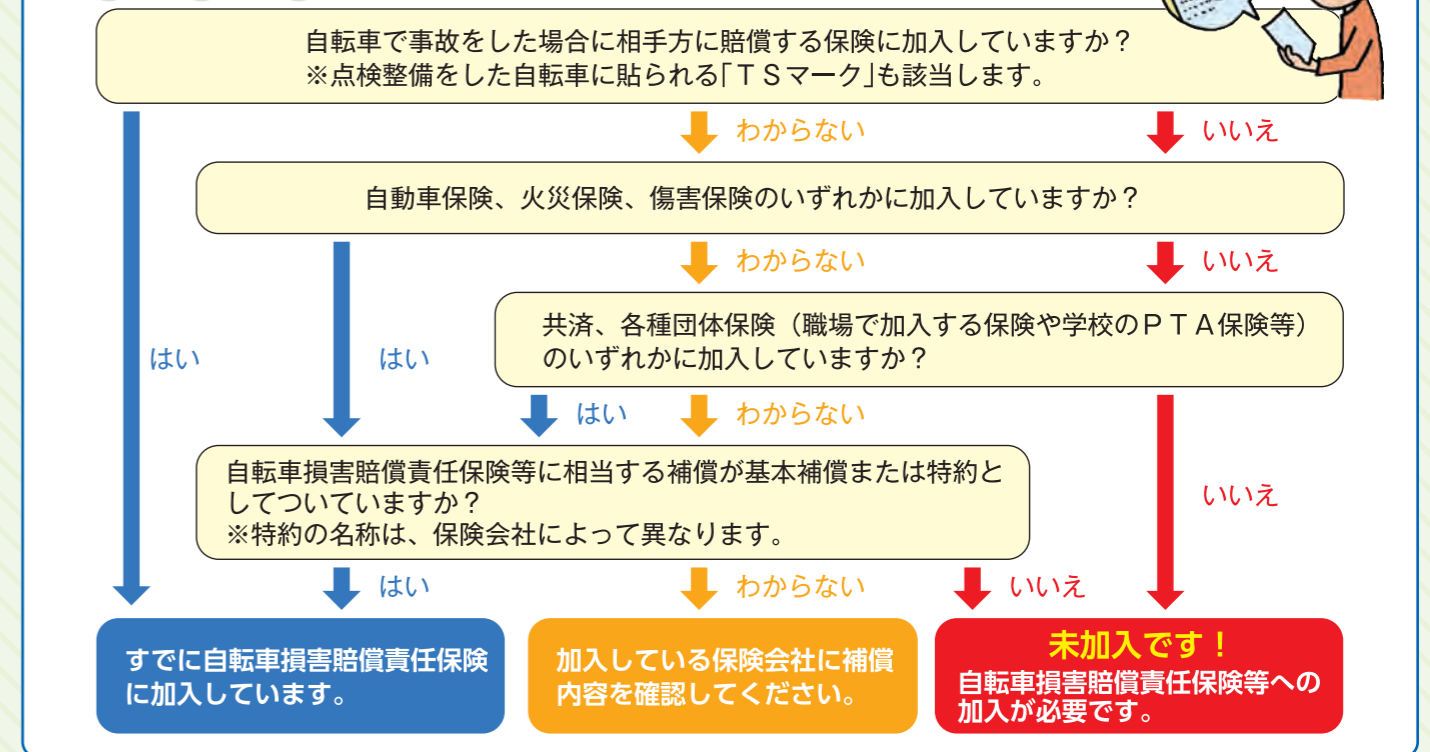 自転車で事故をした場合に相手方に賠償する保険に加入していますか？
※点検整備をした自転車に貼られる「ＴＳマーク」も該当します。
わからない
いいえ
自動車保険、火災保険、傷害保険のいずれかに加入していますか？
わからない
いいえ
共済、各種団体保険（職場で加入する保険や学校のＰＴＡ保険等）
のいずれかに加入していますか？
はい
はい
はい
わからない
自転車損害賠償責任保険等に相当する補償が基本補償または特約と
してついていますか？
※特約の名称は、保険会社によって異なります。
いいえ
はい
わからない
いいえ
すでに自転車損害賠償責任保険
に加入しています。
加入している保険会社に補償
内容を確認してください。
未加入です！
自転車損害賠償責任保険等への
加入が必要です。